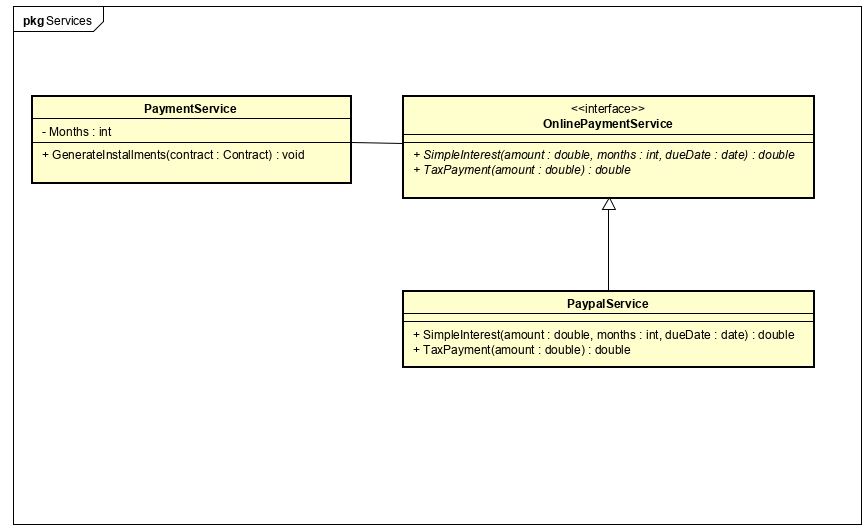 pkg Services
PaymentService
- Months : int
+ GenerateInstallments(contract : Contract) : void
<<interface>>
OnlinePaymentService
+ SimpleInterest(amount : double, months : int, dueDate : date) : double
+ TaxPayment(amount : double) : double
PaypalService
+ SimpleInterest(amount : double, months : int, dueDate : date) : double
+ TaxPayment(amount : double) : double